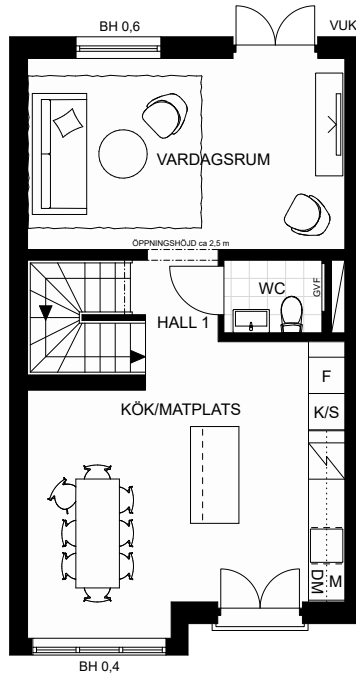 BH 0,6
VUK
VARDAGSRUM
ÖPPNINGSHÖJD ca 2,5 m
WC
GVF
HALL 1
F
K/S
KÖK/MATPLATS
DM
M
BH 0,4